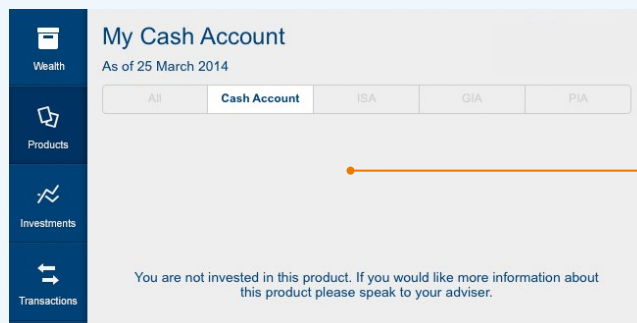 My Cash Account
As of 25 March 2014
Wealth
Products
Investments
Transactions
All Cash Account ISA GIA PIA
You are not invested in this product. If you would like more information about
this product please speak to your adviser.